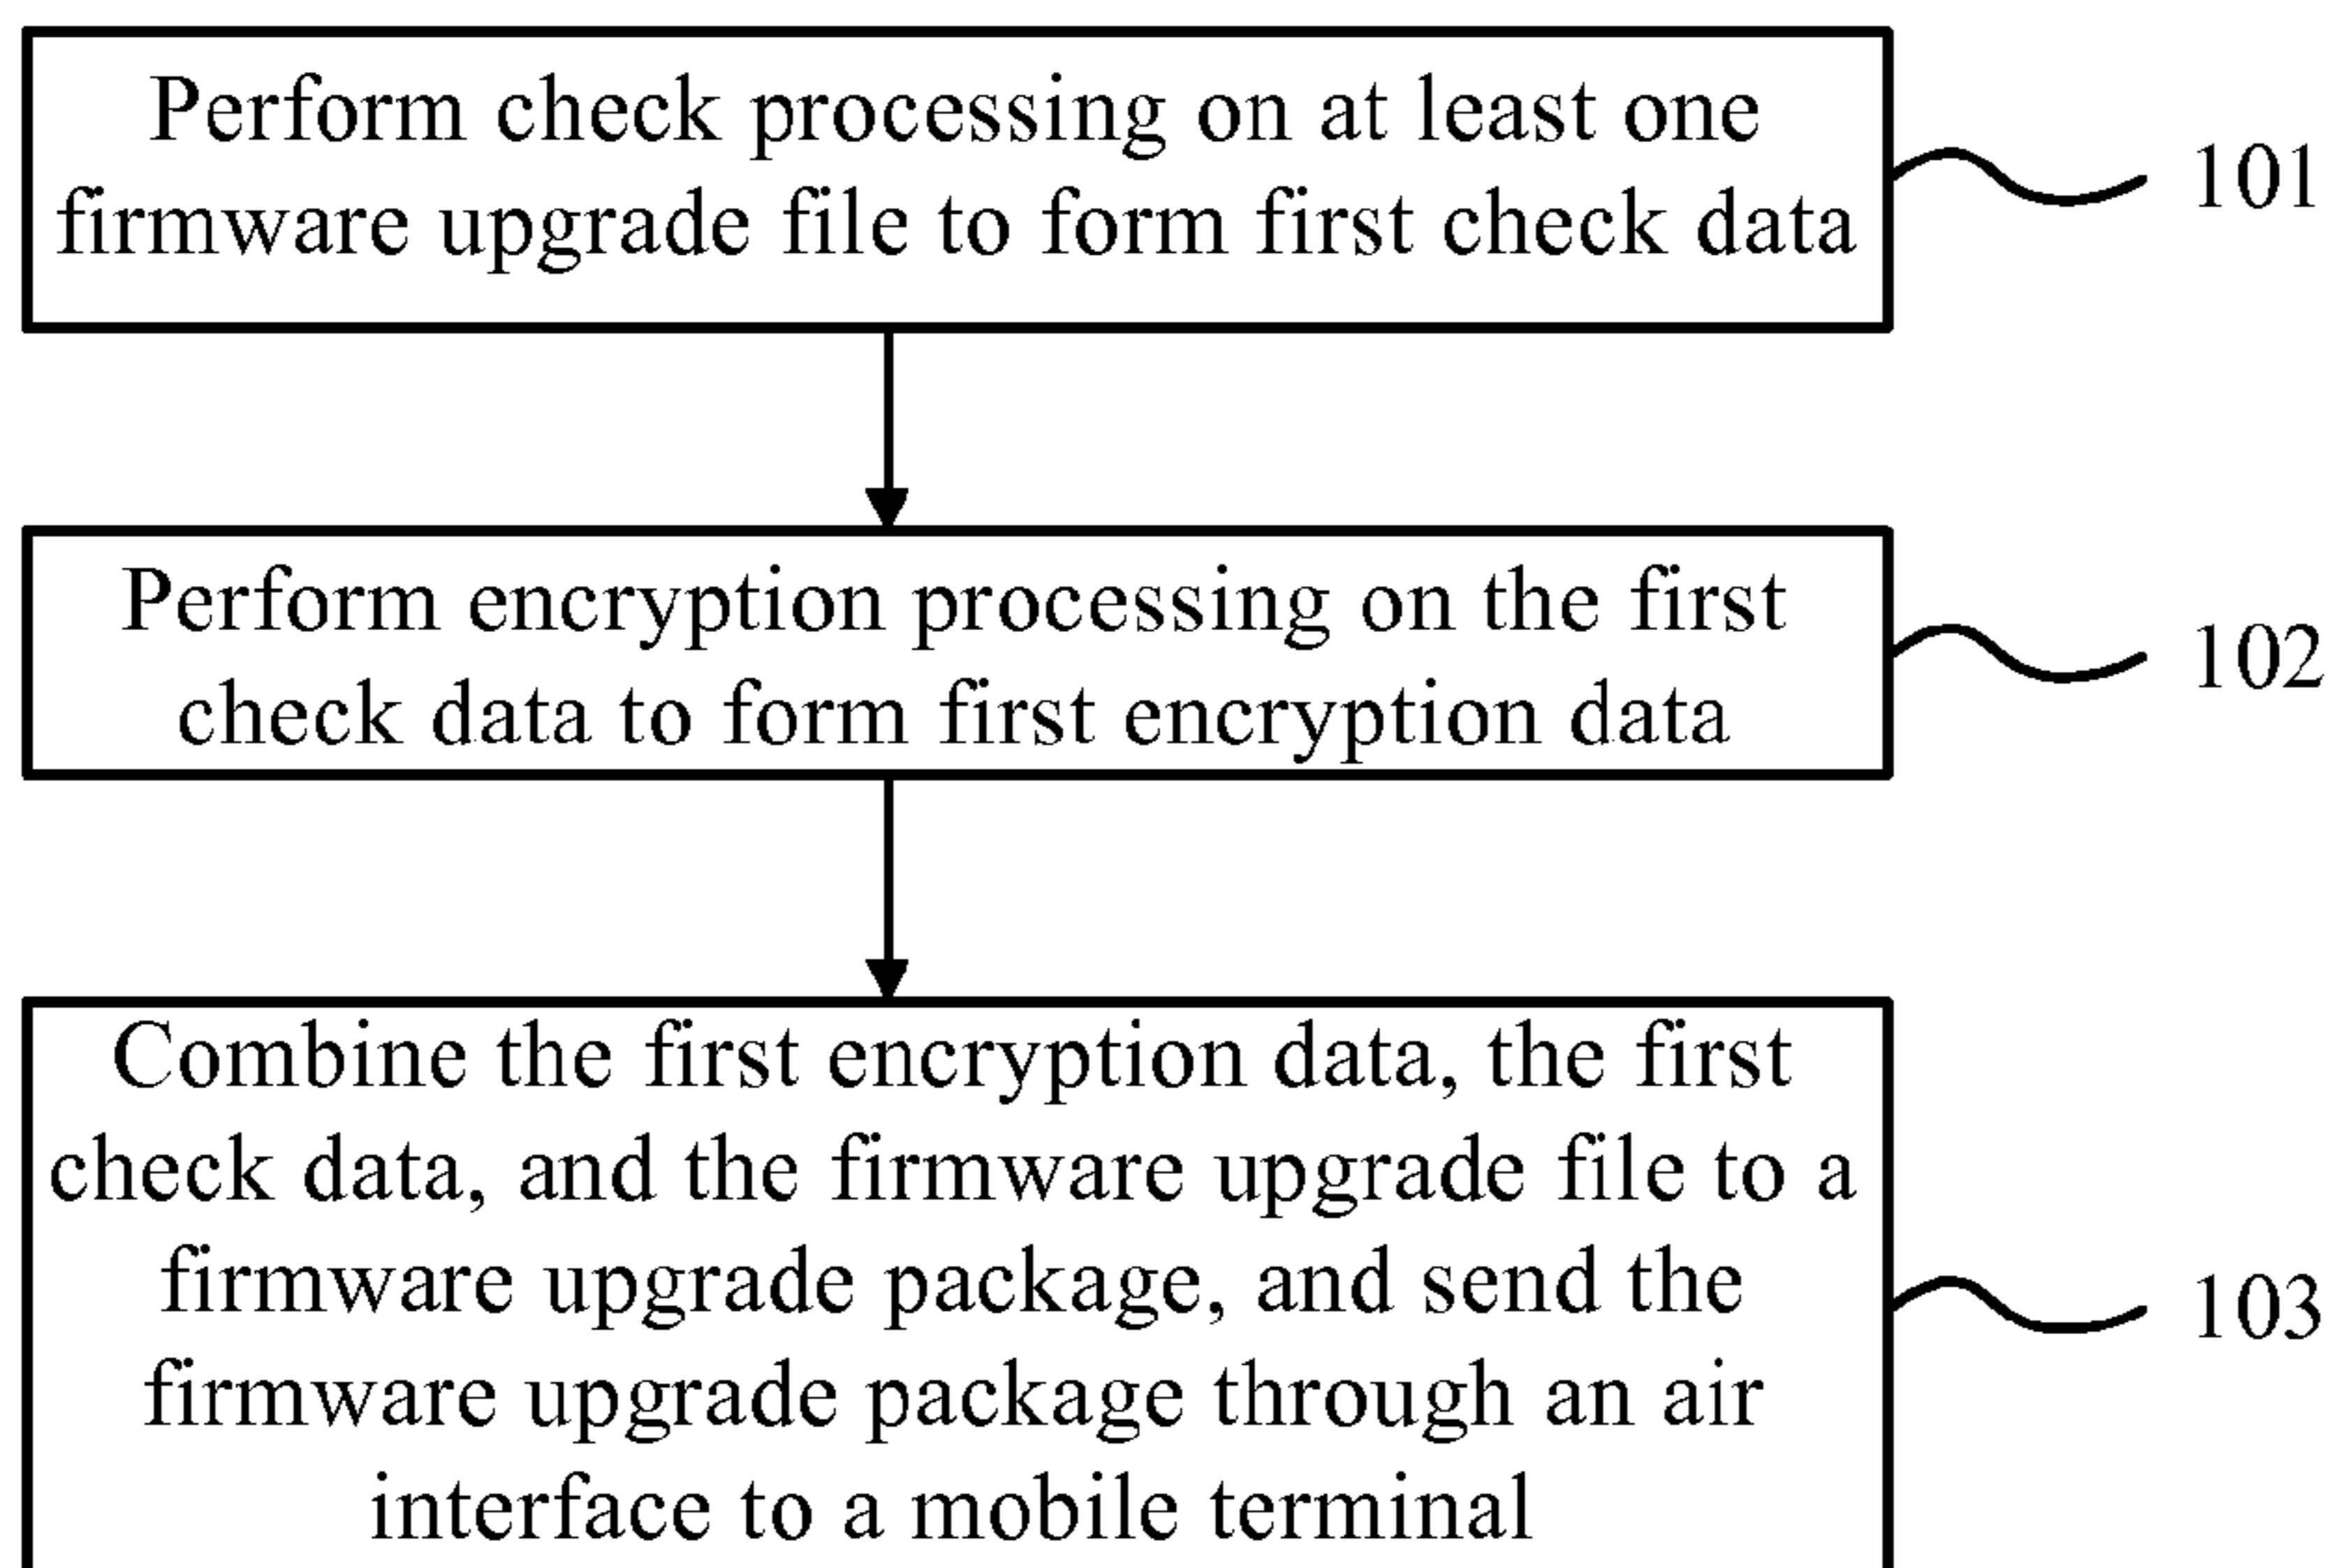 Perform check processing on at least one
firmware upgrade file to form first check data
101
Perform encryption processing on the first
check data to form first encryption data
102
Combine the first encryption data, the first
check data, and the firmware upgrade file to a
firmware upgrade package, and send the
firmware upgrade package through an air
interface to a mobile terminal
103